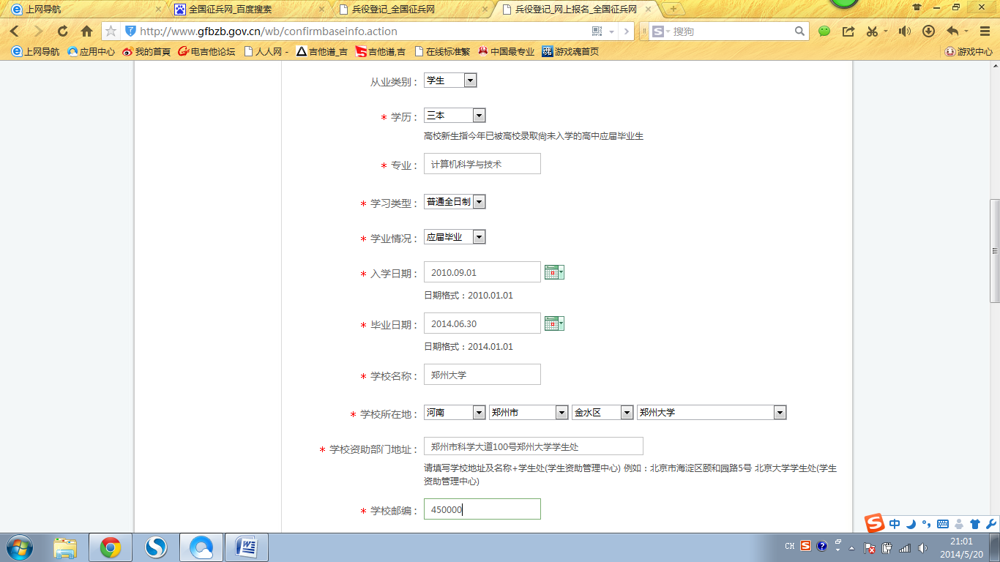 上网导航 全国征兵网_百度搜索 兵役登记_全国征兵网 兵役登记_网上报名_全国征兵网
http://www.gfbzb.gov.cn/wb/confirmbaseinfo.action 搜狗
上网导航 应用中心 我的首页 电吉他论坛 人人网 - 吉他谱_吉 吉他谱,吉 在线标准繁 中国最专业 游戏魂首页 游戏中心
从业类别: 学生
* 学历: 三本
高校新生指今年已被高校录取尚未入学的高中应届毕业生
* 专业: 计算机科学与技术
* 学习类型: 普通全日制
* 学业情况: 应届毕业
* 入学日期: 2010.09.01
日期格式:2010.01.01
* 毕业日期: 2014.06.30
日期格式:2014.01.01
* 学校名称: 郑州大学
* 学校所在地: 河南 郑州市 金水区 郑州大学
* 学校资助部门地址: 郑州市科学大道100号郑州大学学生处
请填写学校地址及名称+学生处(学生资助管理中心) 例如:北京市海淀区颐和园路5号 北京大学学生处(学生
资助管理中心)
* 学校邮编: 450000
中
CH 21:01
2014/5/20